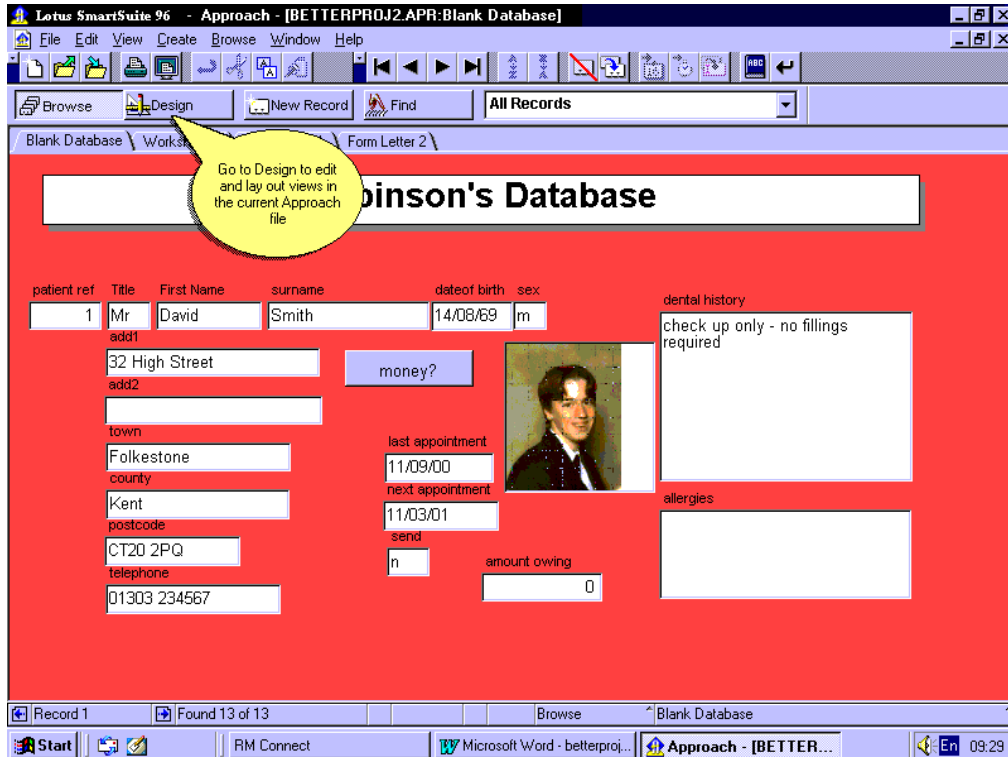 Lotus SmartSuite 96 - Approach - [BETTERPROJ2.APR:Blank Database]
File Edit View Create Browse Window Help
Browse Design New Record Find All Records
Blank Database Form Letter 2
Go to Design to edit
and lay out views in
the current Approach
file
Database
patient ref Title First Name surname dateof birth sex
1 Mr David Smith 14/08/69 m
add1
32 High Street
add2
town
Folkestone
county
Kent
postcode
CT20 2PQ
telephone
01303 234567
money?
last appointment
11/09/00
next appointment
11/03/01
send
n
amount owing
0
dental history
check up only - no fillings
required
allergies
Record 1 Found 13 of 13 Browse Blank Database
Start RM Connect Microsoft Word - betterproj... Approach - [BETTER... En 09:29